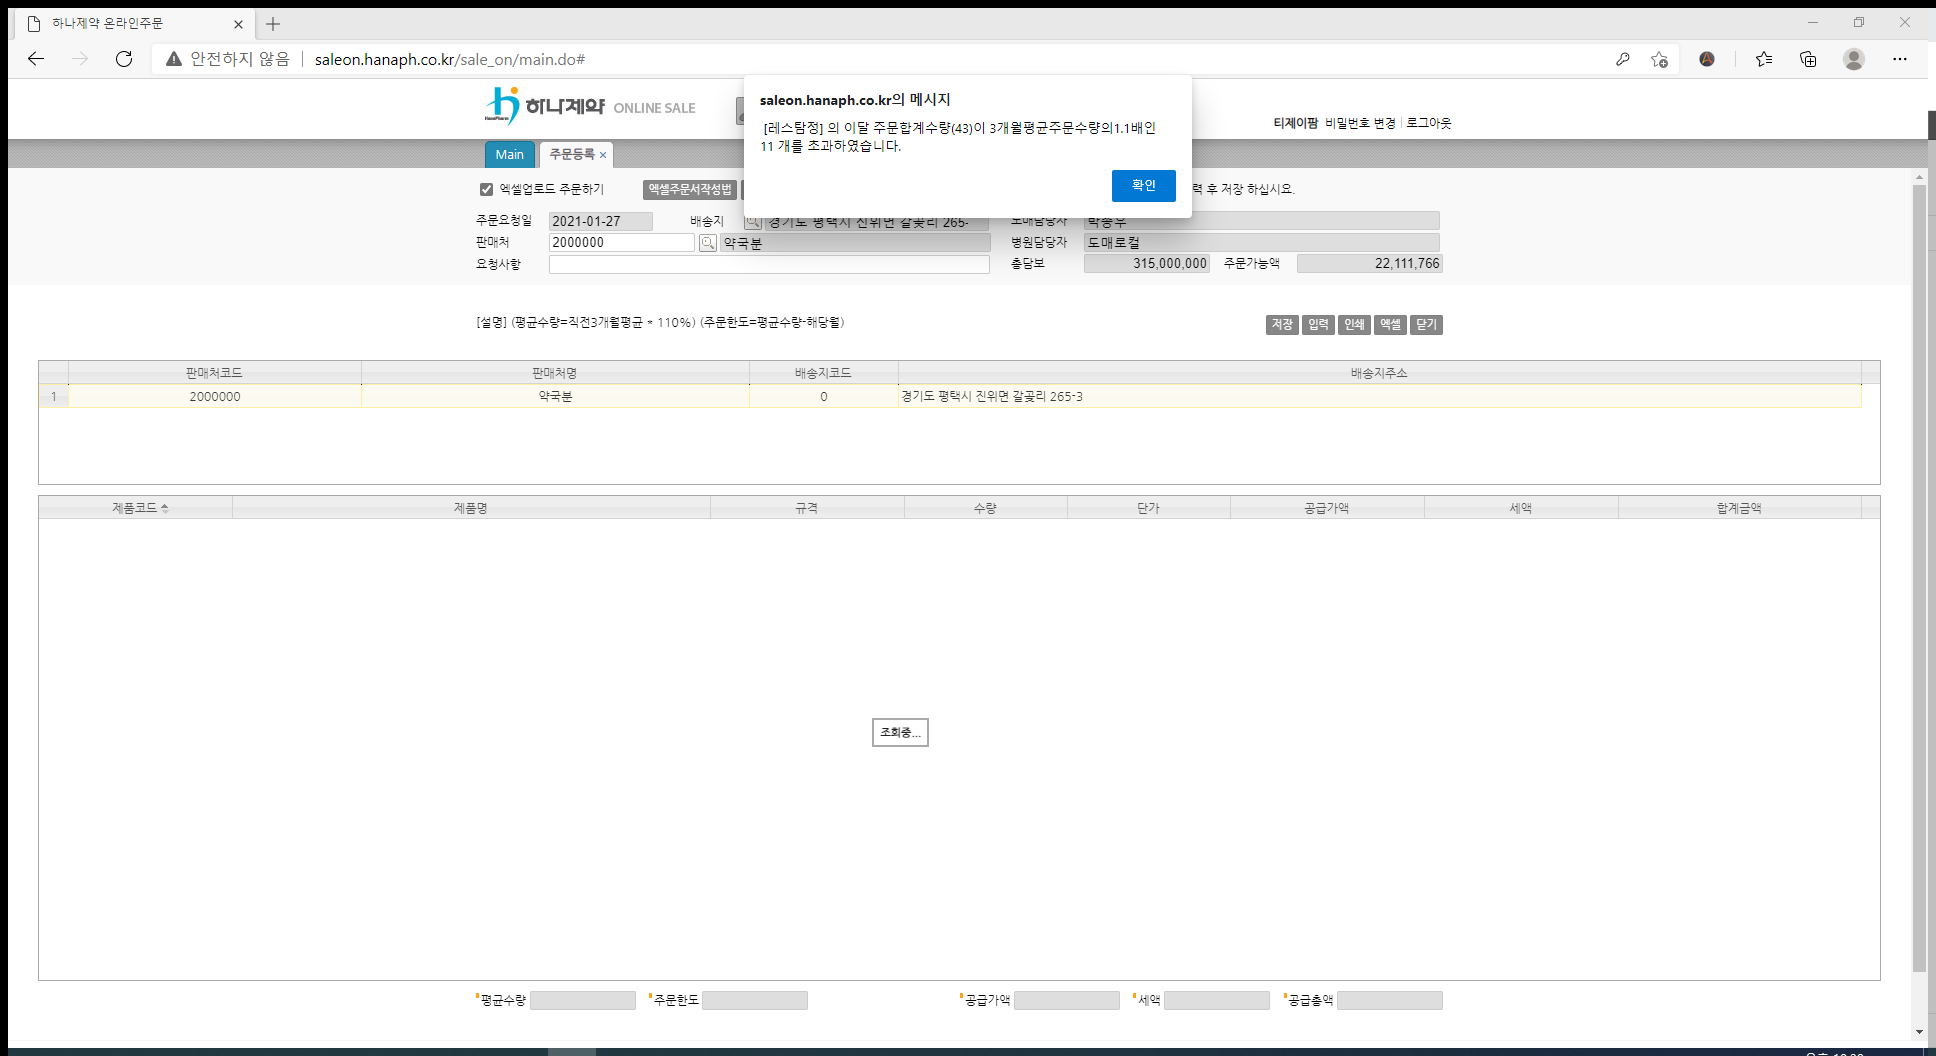 하나제약 온라인주문
안전하지 않음 saleon.hanaph.co.kr/sale_on/main.do#
하나제약 ONLINE SALE
HanaPharm
티제이팜 비밀번호 변경 로그아웃
saleon.hanaph.co.kr의 메시지
[레스탐정] 의 이달 주문합계수량(43)이 3개월평균주문수량의1.1배인
11 개를 초과하였습니다.
확인
Main 주문등록
엑셀업로드 주문하기 엑셀주문서작성법 력 후 저장 하십시요.
주문요청일 2021-01-27 배송지 경기도 평택시 진위면 갈곶리 265- 도매담당자 박종우
판매처 2000000 약국분 병원담당자 도매로컬
요청사항 총담보 315,000,000 주문가능액 22,111,766
[설명] (평균수량=직전3개월평균 * 110%) (주문한도=평균수량-해당월)
저장 입력 인쇄 엑셀 닫기
판매처코드 판매처명 배송지코드 배송지주소
1 2000000 약국분 0 경기도 평택시 진위면 갈곶리 265-3
제품코드 제품명 규격 수량 단가 공급가액 세액 합계금액
조회중...
평균수량 주문한도 공급가액 세액 공급총액